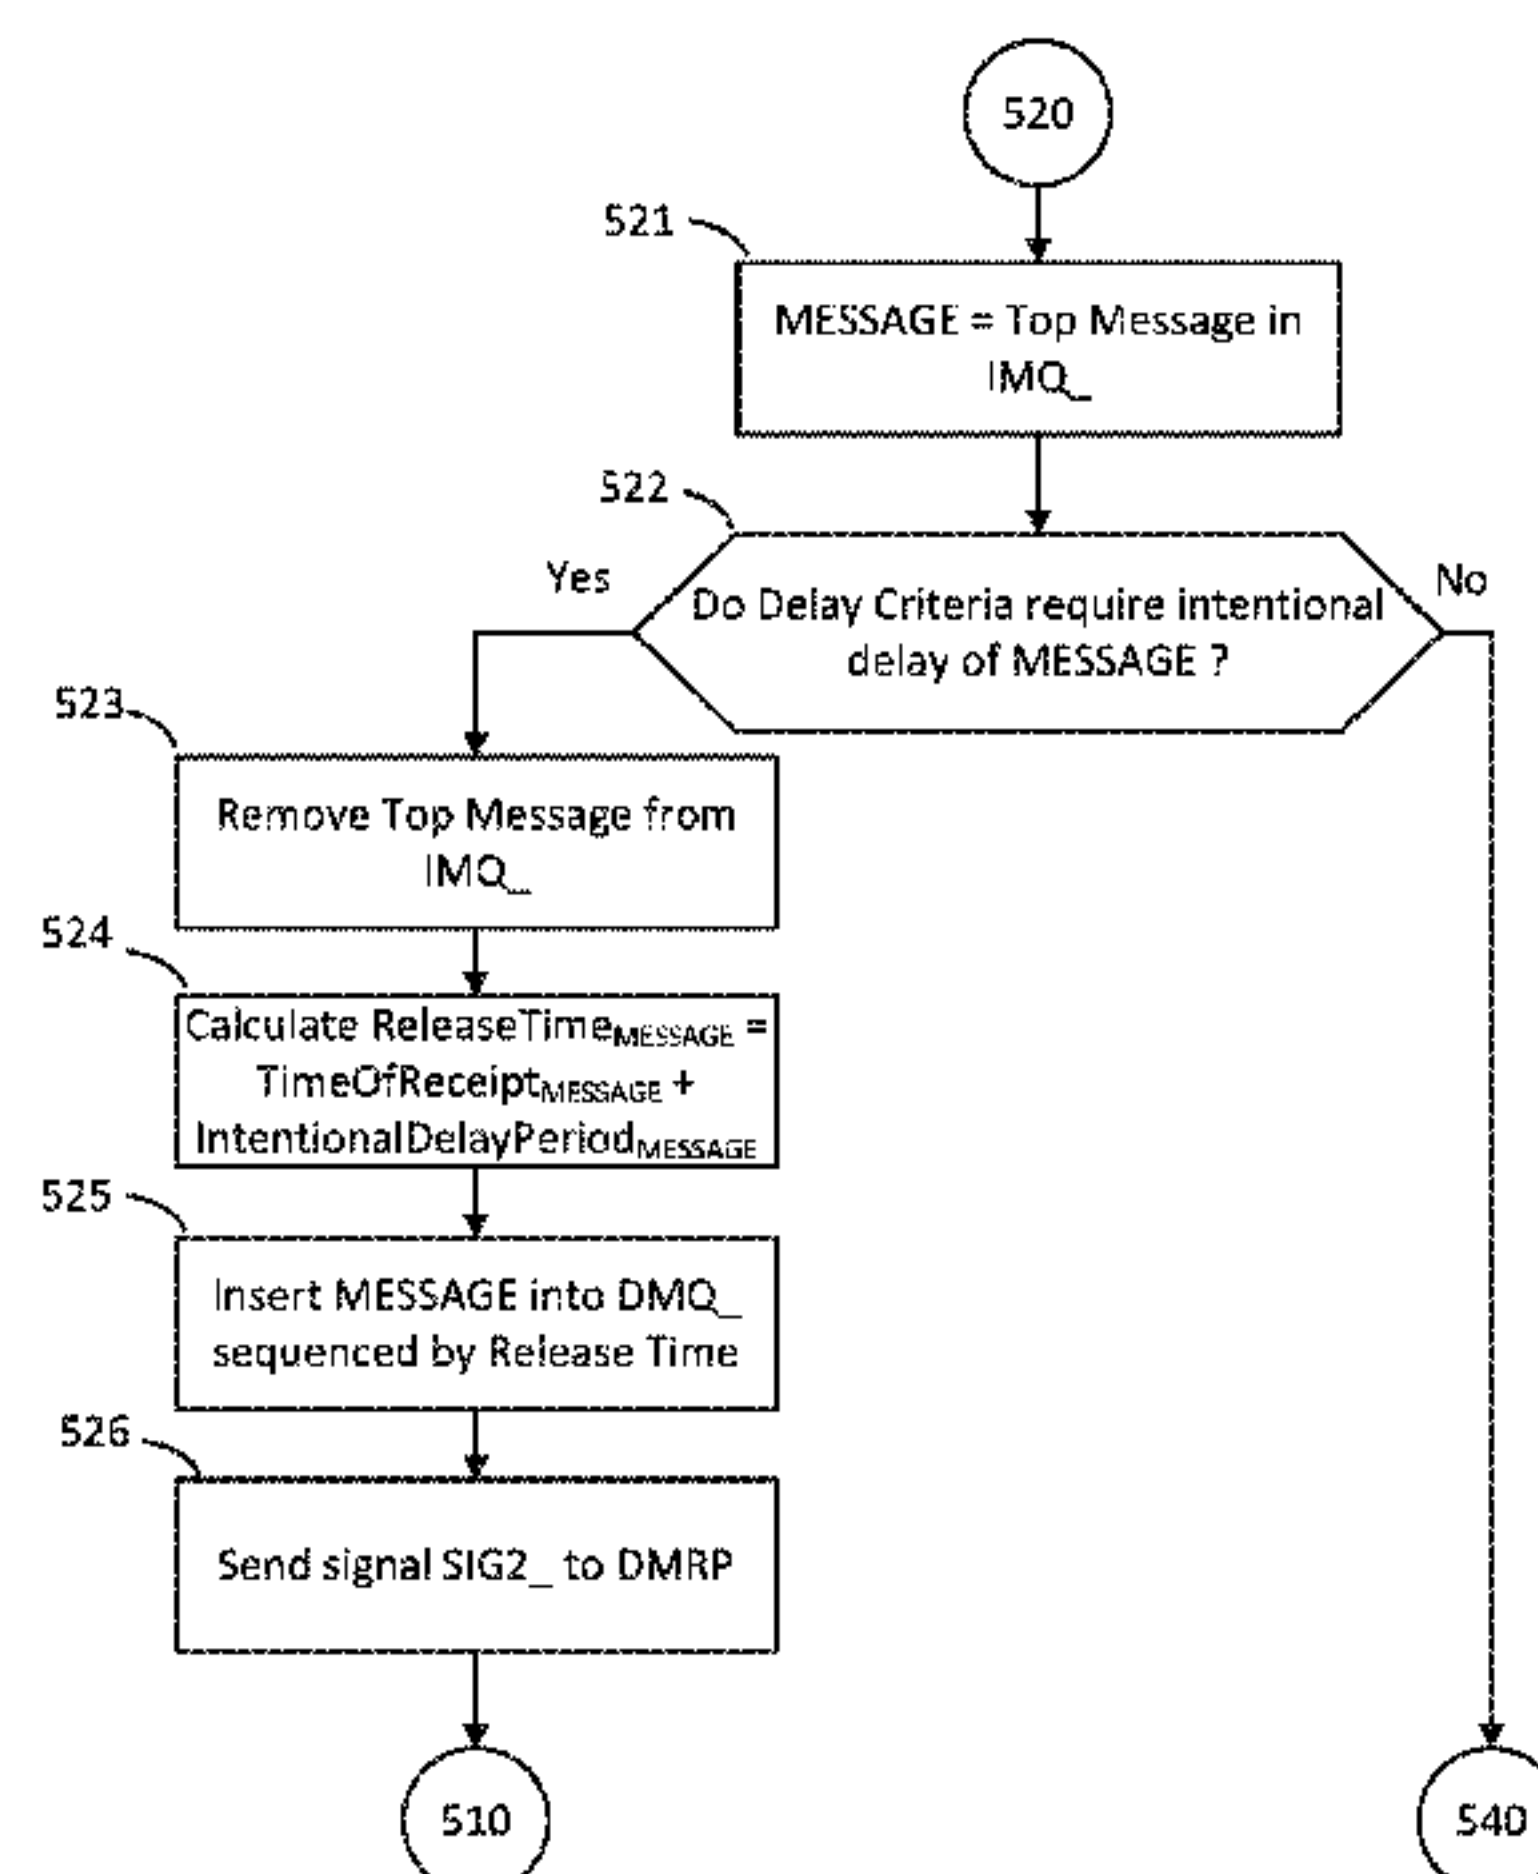 520
521
MESSAGE = Top Message in
IMQ_
522
Yes
No
Do Delay Criteria require intentional
delay of MESSAGE ?
523
Remove Top Message from
IMQ_
524
Calculate ReleaseTimeMESSAGE =
TimeOfReceiptMESSAGE +
IntentionalDelayPeriodMESSAGE
525
Insert MESSAGE into DMQ_
sequenced by Release Time
526
Send signal SIG2_ to DMRP
510
540